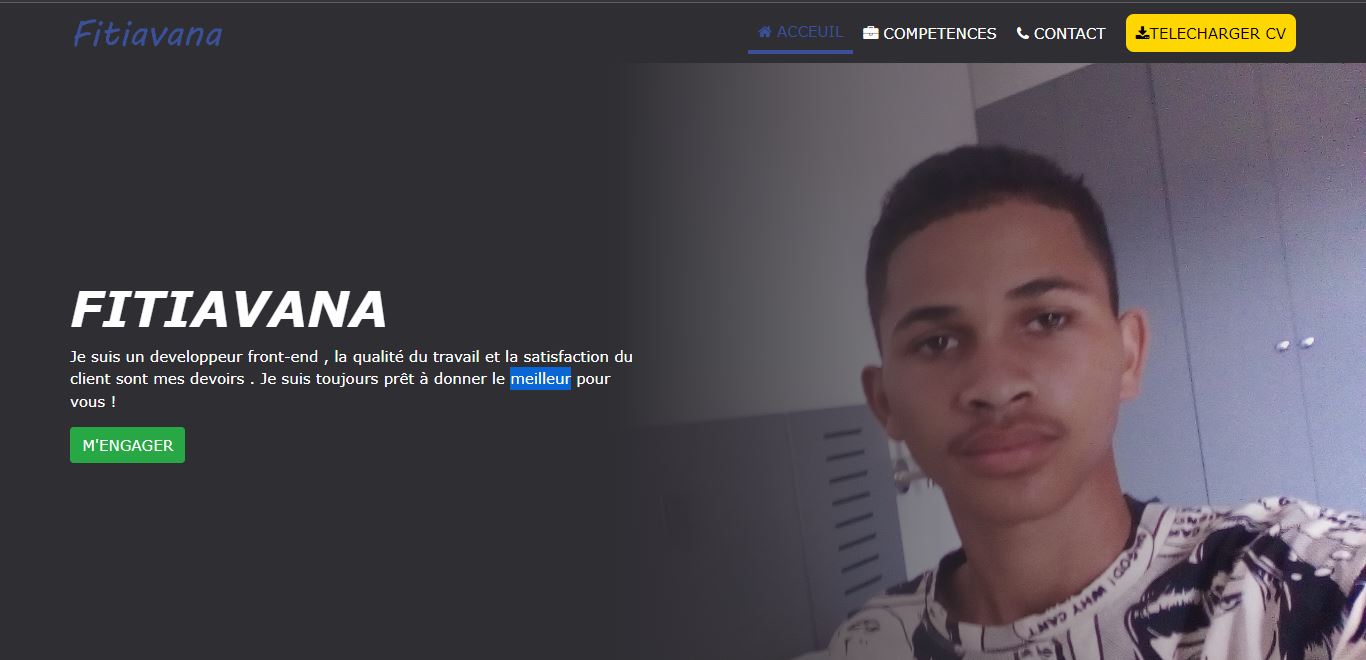 Fitiavana
ACCEUIL COMPETENCES CONTACT TELECHARGER CV
FITIAVANA
Je suis un developpeur front-end , la qualité du travail et la satisfaction du
client sont mes devoirs . Je suis toujours prêt à donner le meilleur pour
vous !
M'ENGAGER
GOD! WHY CAN'T